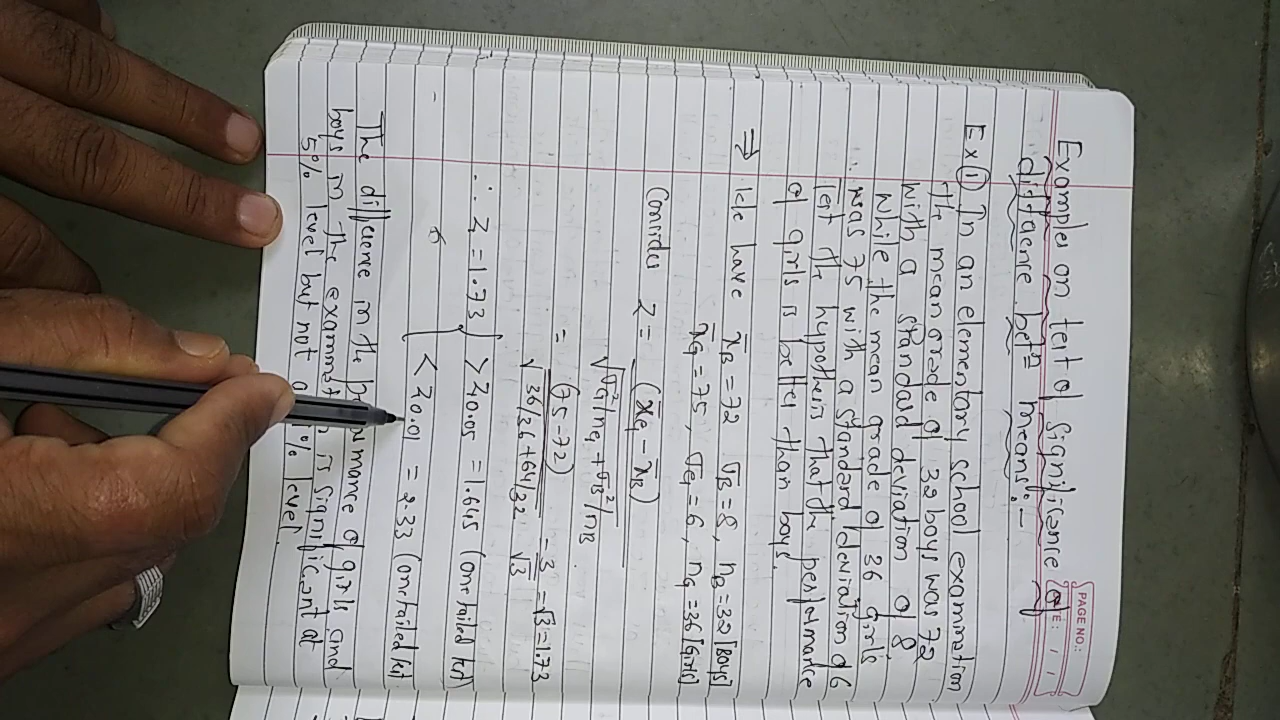 PAGE NO.:
DATE: / /
Example on test of significance of
difference betⁿ means:-
Ex ① In an elementary school examination
the mean grade of 32 boys was 72
with a standard deviation of 8
while the mean grade of 36 girls
was 75 with a standard deviation of 6
Test the hypothesis that the performance
of girls is better than boys.
⇒ We have x̄B = 72 σB = 8, nB = 32 [Boys]
x̄G = 75, σG = 6, nG = 36 [Girls]
Consider Z = (x̄G - x̄B)
√σG²/nG + σB²/nB
= (75-72) = 3 = √3 = 1.73
√36/36 + 64/32 √3
∴ Z = 1.73 } > Z0.05 = 1.645 (one tailed test)
< Z0.01 = 2.33 (one tailed test)
The difference in the of girls and
boys in the is significant at
5% level but not 1% level.